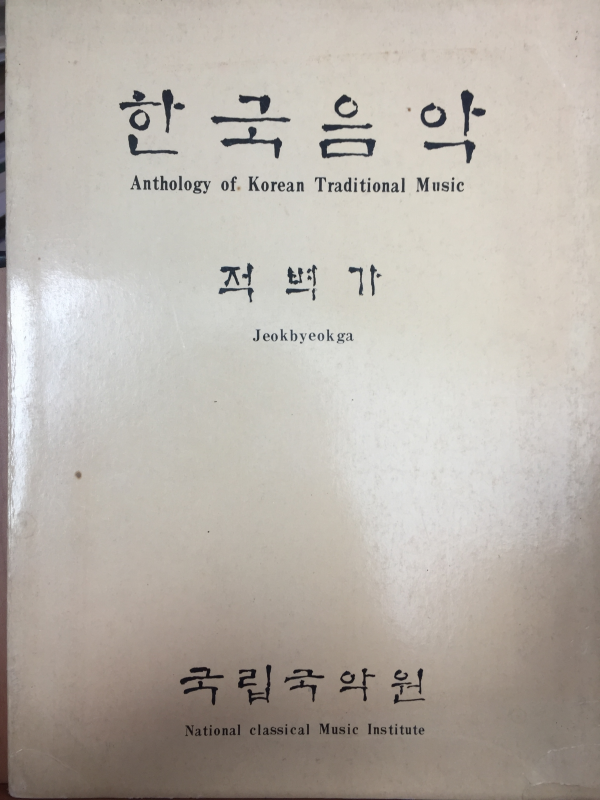 한국음악
Anthology of Korean Traditional Music
적벽가
Jeokbyeokga
국립국악원
National classical Music Institute